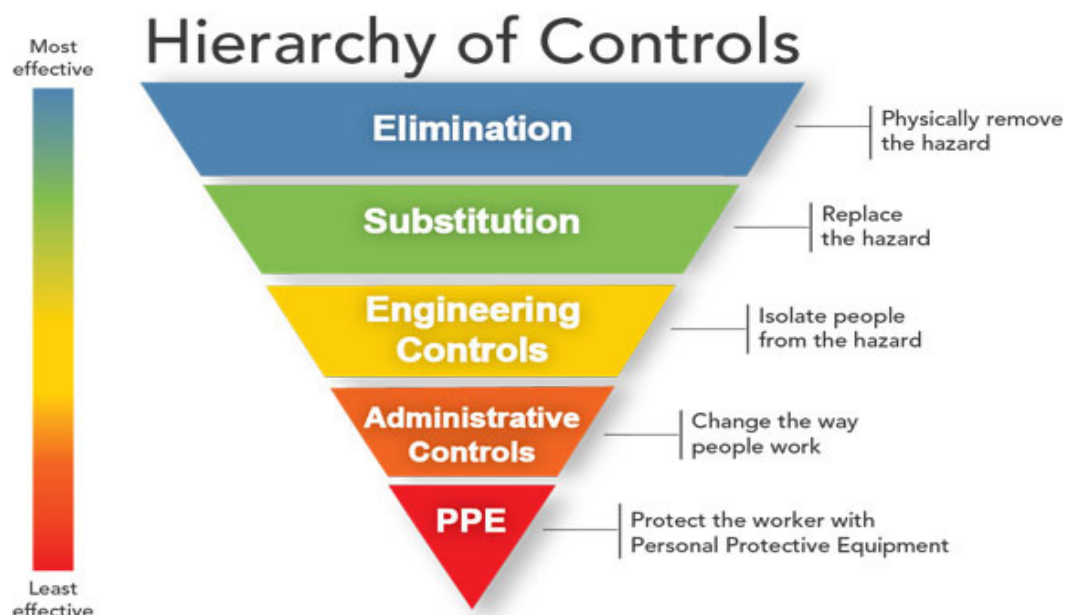 Hierarchy of Controls
Most
effective
Elimination
Physically remove
the hazard
Substitution
Replace
the hazard
Engineering
Controls
Isolate people
from the hazard
Administrative
Controls
Change the way
people work
PPE
Protect the worker with
Personal Protective Equipment
Least
effective